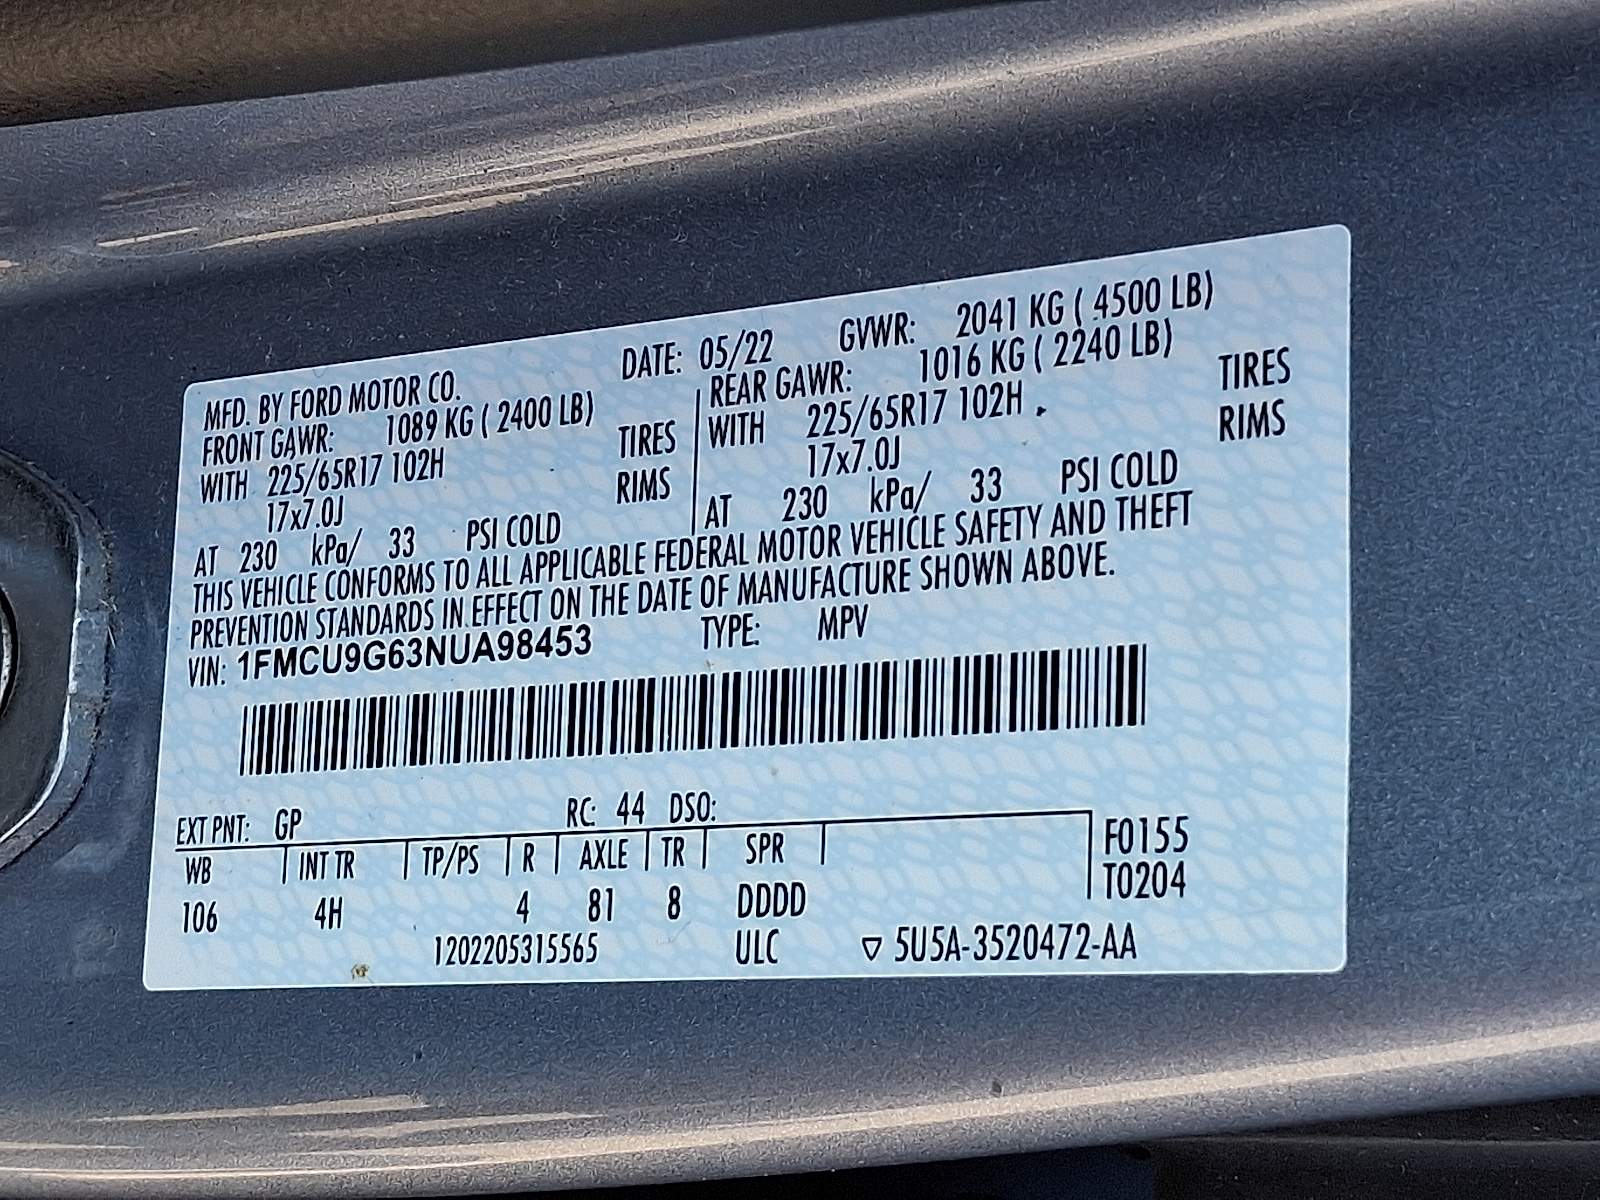 MFD. BY FORD MOTOR CO. DATE: 05/22 GVWR: 2041 KG ( 4500 LB)
FRONT GAWR: 1089 KG ( 2400 LB) REAR GAWR: 1016 KG ( 2240 LB)
WITH 225/65R17 102H TIRES WITH 225/65R17 102H TIRES
17x7.0J RIMS 17x7.0J RIMS
AT 230 kPa/ 33 PSI COLD AT 230 kPa/ 33 PSI COLD
THIS VEHICLE CONFORMS TO ALL APPLICABLE FEDERAL MOTOR VEHICLE SAFETY AND THEFT
PREVENTION STANDARDS IN EFFECT ON THE DATE OF MANUFACTURE SHOWN ABOVE.
VIN: 1FMCU9G63NUA98453 TYPE: MPV
EXT PNT: GP RC: 44 DSO:
WB INT TR TP/PS R AXLE TR SPR F0155
106 4H 4 81 8 DDDD T0204
1202205315565 ULC ▽ 5U5A-3520472-AA